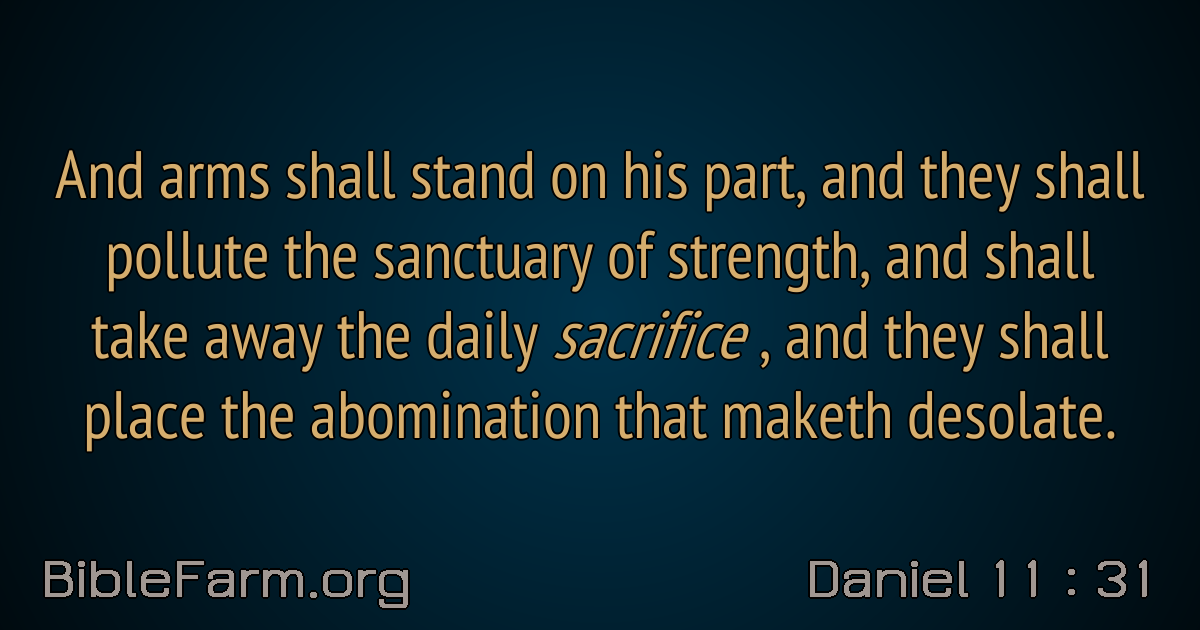 And arms shall stand on his part, and they shall
pollute the sanctuary of strength, and shall
take away the daily sacrifice , and they shall
place the abomination that maketh desolate.
BibleFarm.org
Daniel 11 : 31